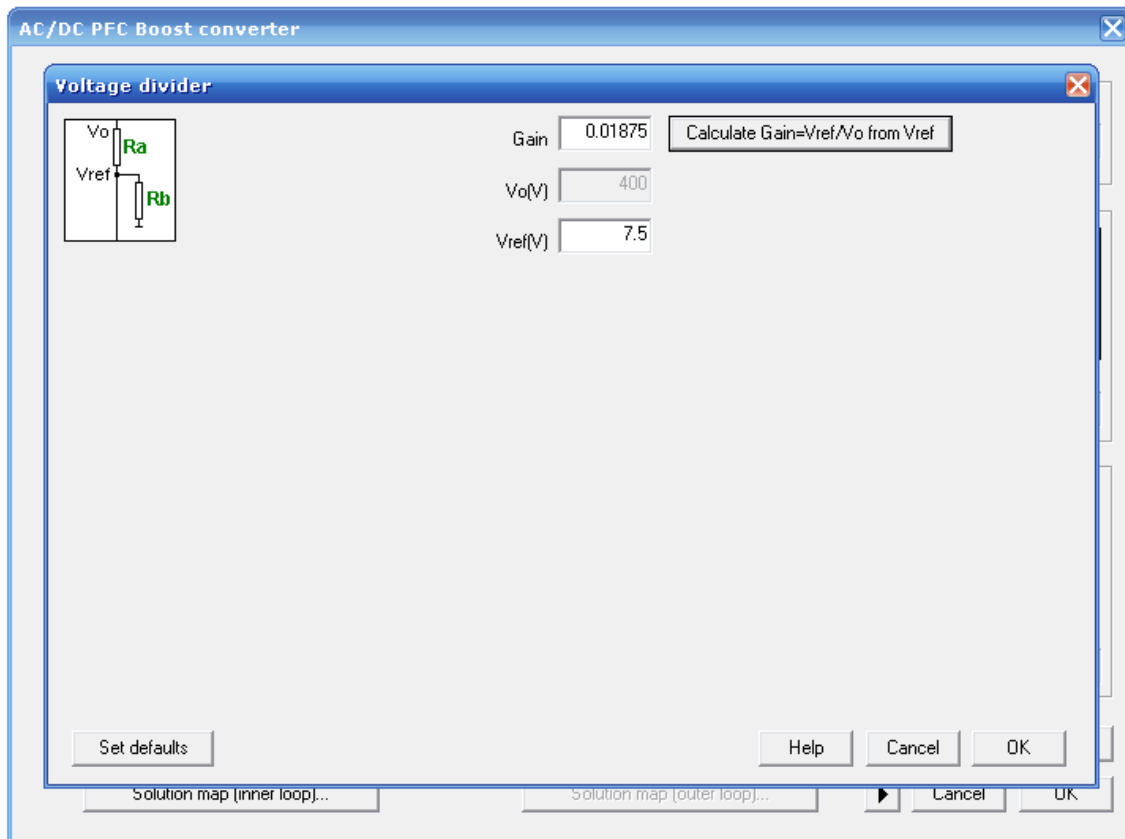 AC/DC PFC Boost converter
Voltage divider
Vo
Ra
Vref
Rb
Gain 0.01875 Calculate Gain=Vref/Vo from Vref
Vo(V) 400
Vref(V) 7.5
Set defaults Help Cancel OK
Solution map (inner loop)... Solution map (outer loop)... Cancel OK